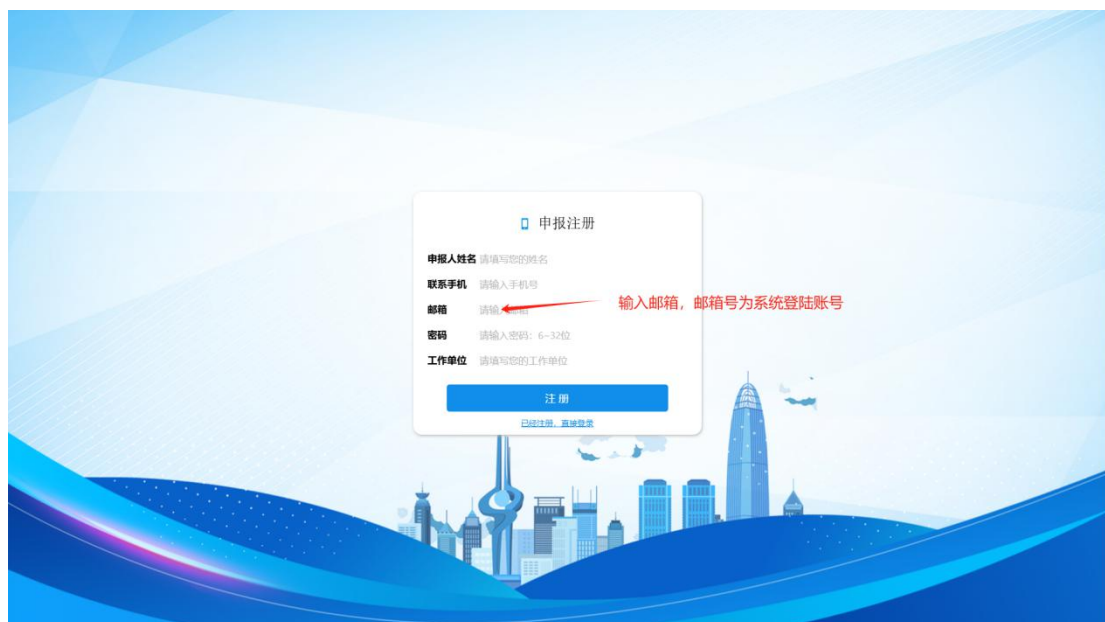 申报注册
申报人姓名 请填写您的姓名
联系手机 请输入手机号
邮箱 请输
输入邮箱，邮箱号为系统登陆账号
密码 请输入密码：6-32位
工作单位 请填写您的工作单位
注 册
已经注册，直接登录